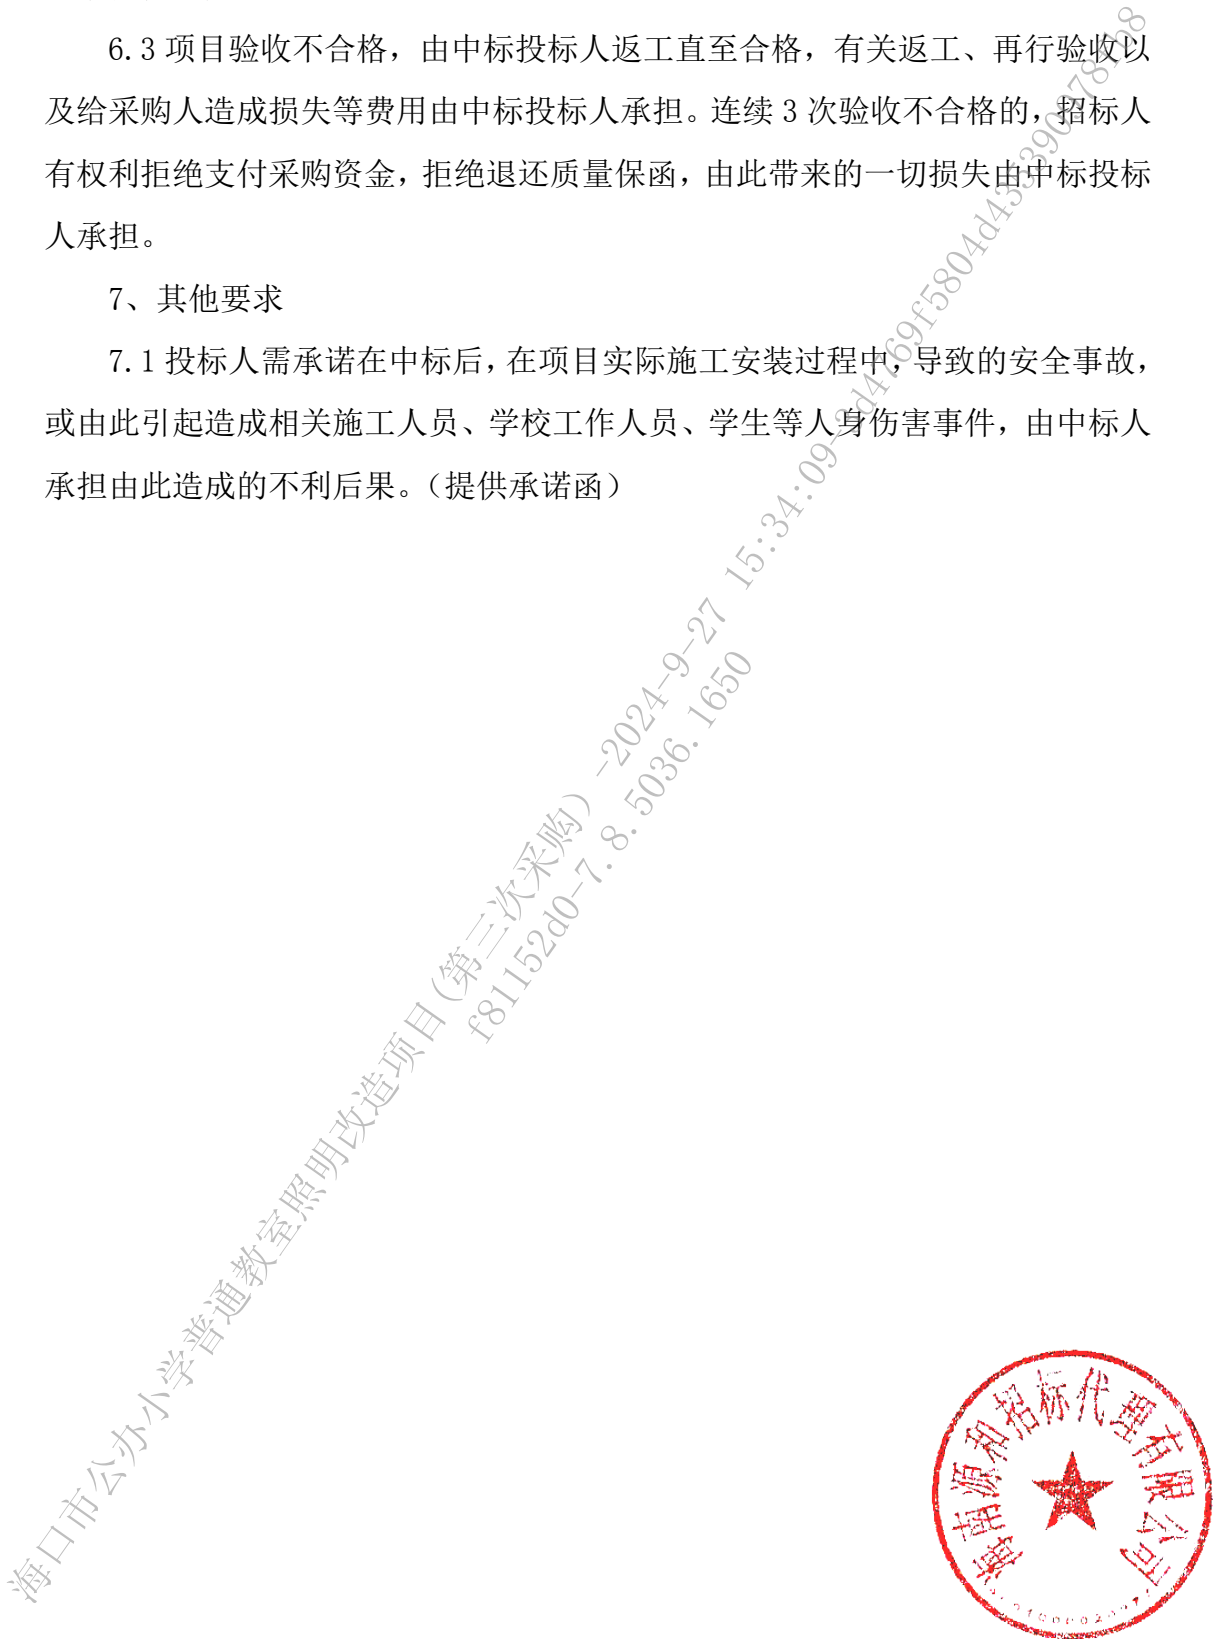 6.3 项目验收不合格，由中标投标人返工直至合格，有关返工、再行验收以
及给采购人造成损失等费用由中标投标人承担。连续 3 次验收不合格的，招标人
有权利拒绝支付采购资金，拒绝退还质量保函，由此带来的一切损失由中标投标
人承担。
7、其他要求
7.1 投标人需承诺在中标后，在项目实际施工安装过程中，导致的安全事故，
或由此引起造成相关施工人员、学校工作人员、学生等人身伤害事件，由中标人
承担由此造成的不利后果。（提供承诺函）
海口市公办小学普通教室照明改造项目(第三次采购）-2024-9-27 15:34:09
f81152d0-7.8.5036.1650
海南源和招标代理有限公司